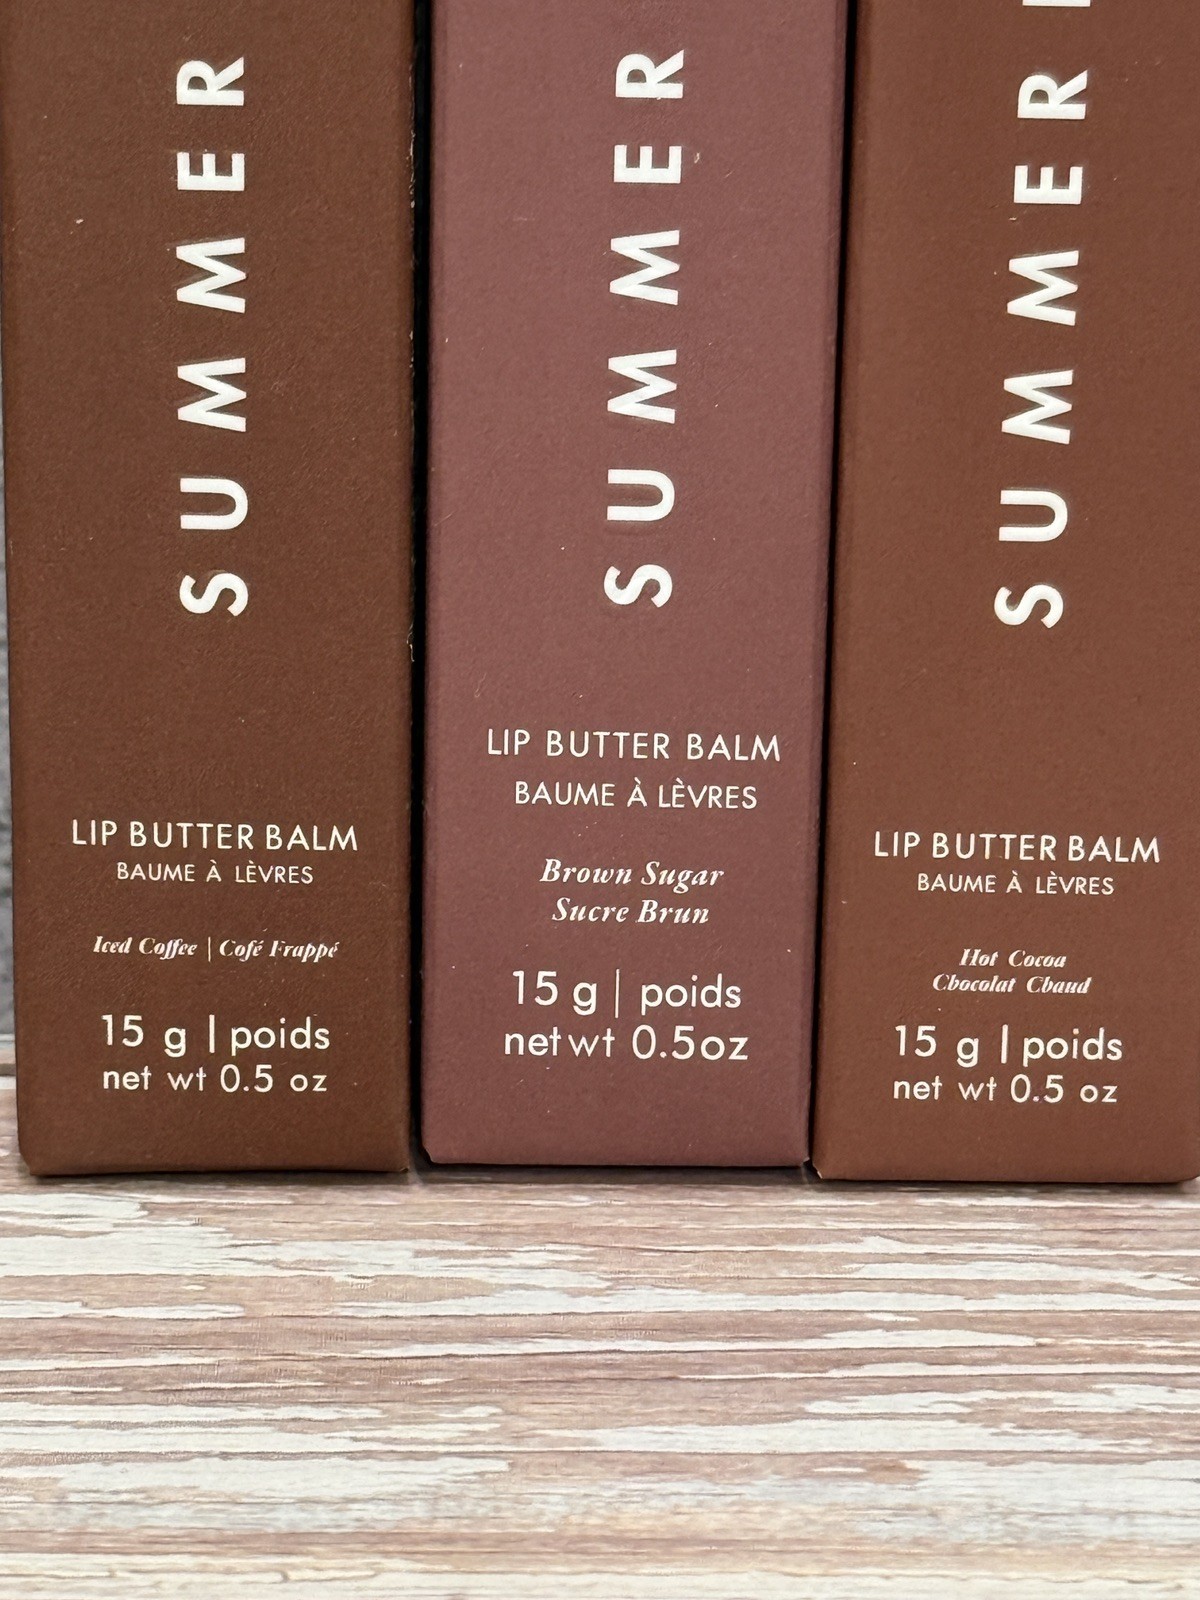 SUMMER
LIP BUTTER BALM
BAUME À LÈVRES
Iced Coffee | Café Frappé
15 g | poids
net wt 0.5 oz
SUMMER
LIP BUTTER BALM
BAUME À LÈVRES
Brown Sugar
Sucre Brun
15 g | poids
net wt 0.5oz
SUMMER
LIP BUTTER BALM
BAUME À LÈVRES
Hot Cocoa
Chocolat Chaud
15 g | poids
net wt 0.5 oz